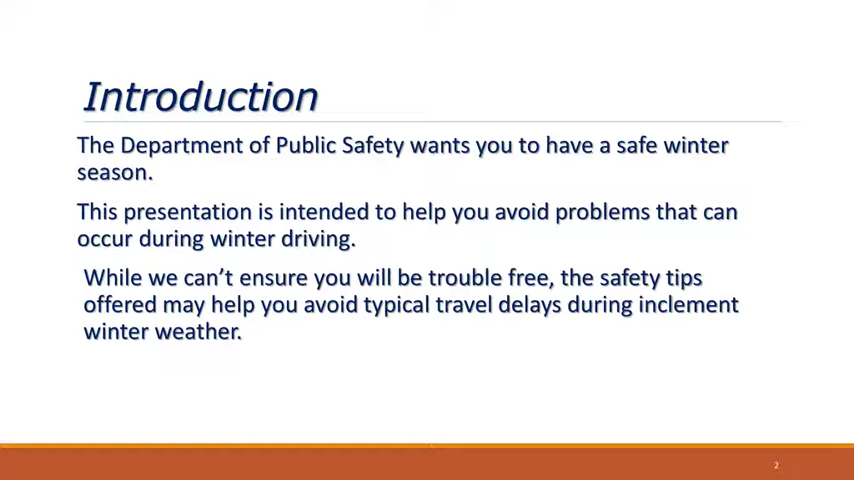 Introduction
The Department of Public Safety wants you to have a safe winter
season.
This presentation is intended to help you avoid problems that can
occur during winter driving.
While we can’t ensure you will be trouble free, the safety tips
offered may help you avoid typical travel delays during inclement
winter weather.
2